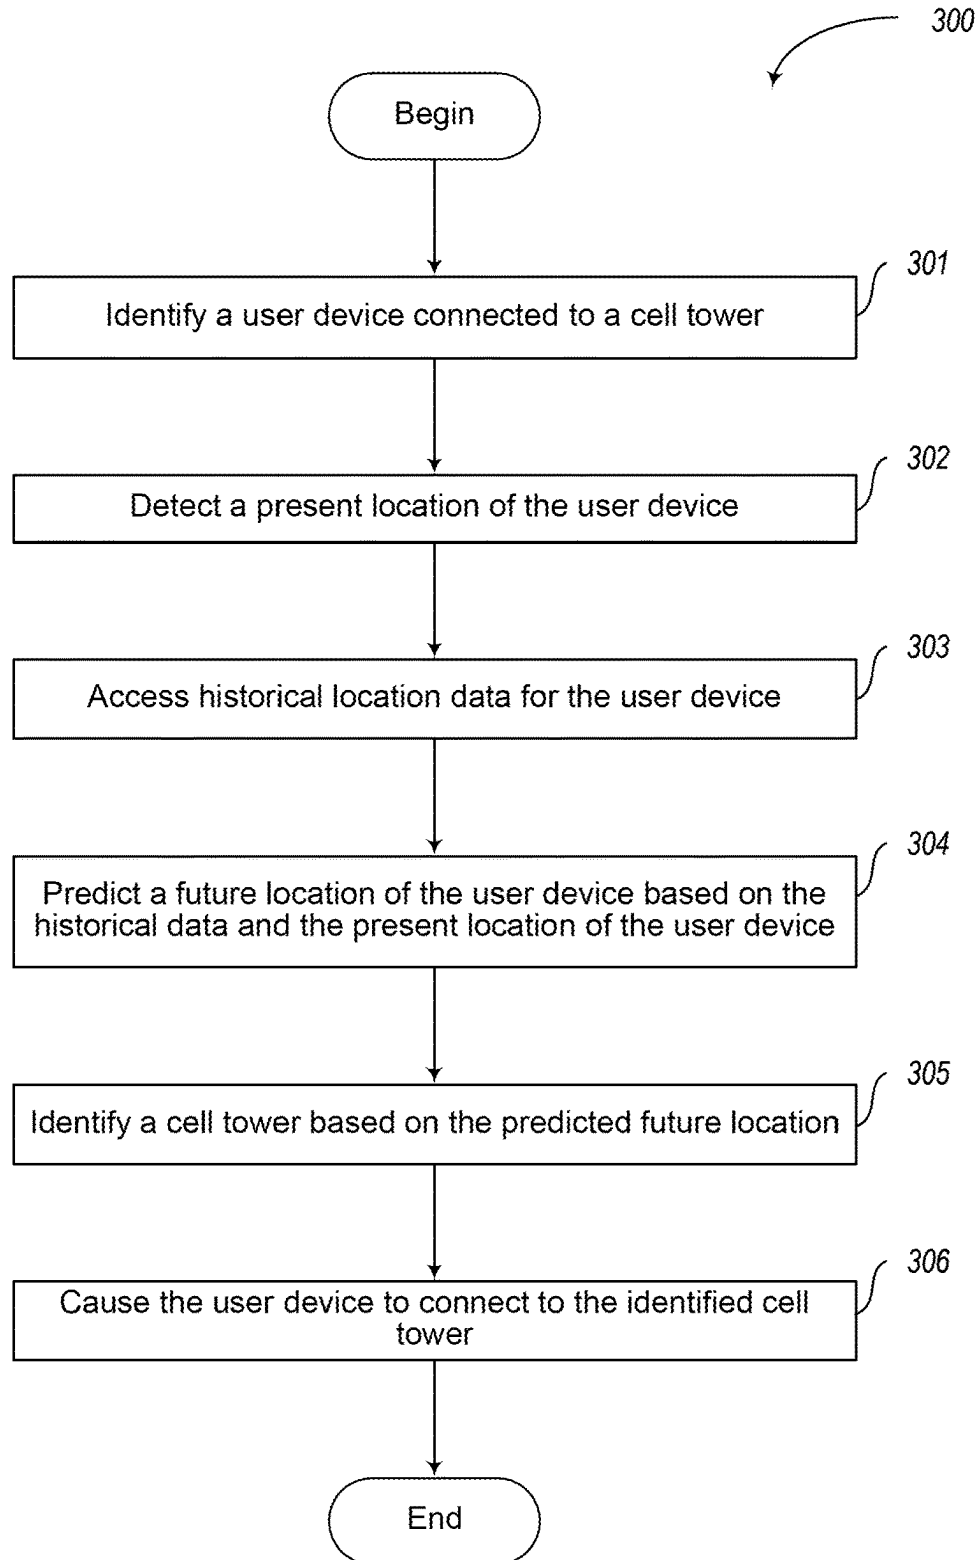 300
Begin
301
Identify a user device connected to a cell tower
302
Detect a present location of the user device
303
Access historical location data for the user device
304
Predict a future location of the user device based on the
historical data and the present location of the user device
305
Identify a cell tower based on the predicted future location
306
Cause the user device to connect to the identified cell
tower
End